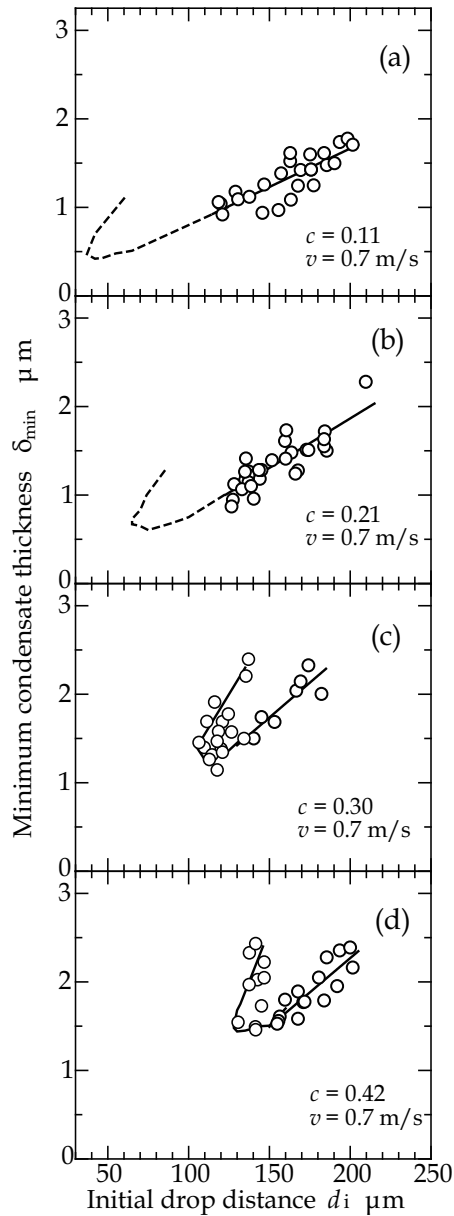 Minimum condensate thickness δmin μm
3
2
1
0
(a)
c = 0.11
v = 0.7 m/s
3
2
1
0
(b)
c = 0.21
v = 0.7 m/s
3
2
1
0
(c)
c = 0.30
v = 0.7 m/s
3
2
1
0
(d)
c = 0.42
v = 0.7 m/s
50 100 150 200 250
Initial drop distance di μm